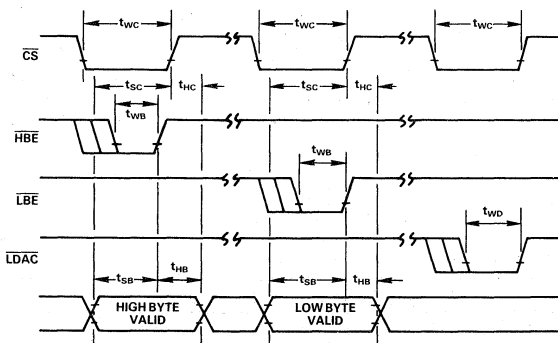 tWC tWC tWC
CS
tSC tHC tSC tHC
tWB
HBE
tWB
LBE
tWD
LDAC
tSB tHB tSB tHB
HIGH BYTE VALID
LOW BYTE VALID